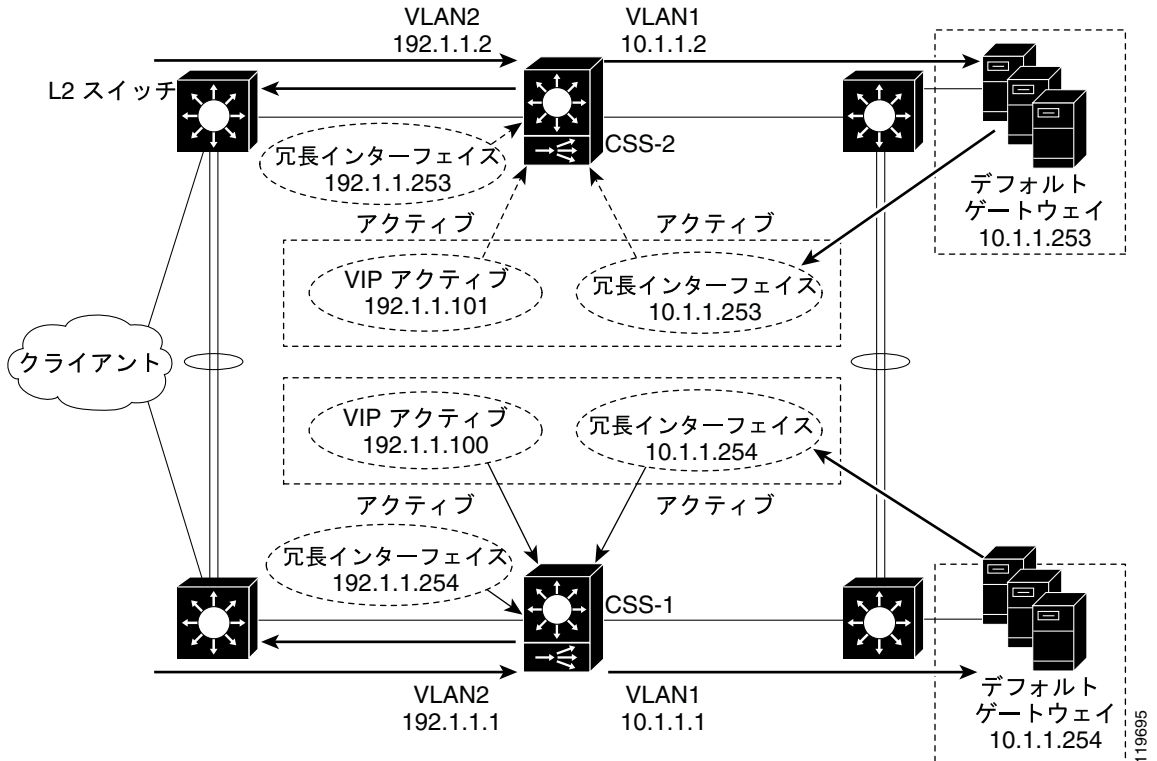 VLAN2
192.1.1.2
VLAN1
10.1.1.2
L2 スイッチ
冗長インターフェイス
192.1.1.253
CSS-2
デフォルト
ゲートウェイ
10.1.1.253
アクティブ
アクティブ
VIP アクティブ
192.1.1.101
冗長インターフェイス
10.1.1.253
クライアント
VIP アクティブ
192.1.1.100
冗長インターフェイス
10.1.1.254
アクティブ
アクティブ
冗長インターフェイス
192.1.1.254
CSS-1
VLAN2
192.1.1.1
VLAN1
10.1.1.1
デフォルト
ゲートウェイ
10.1.1.254
119695